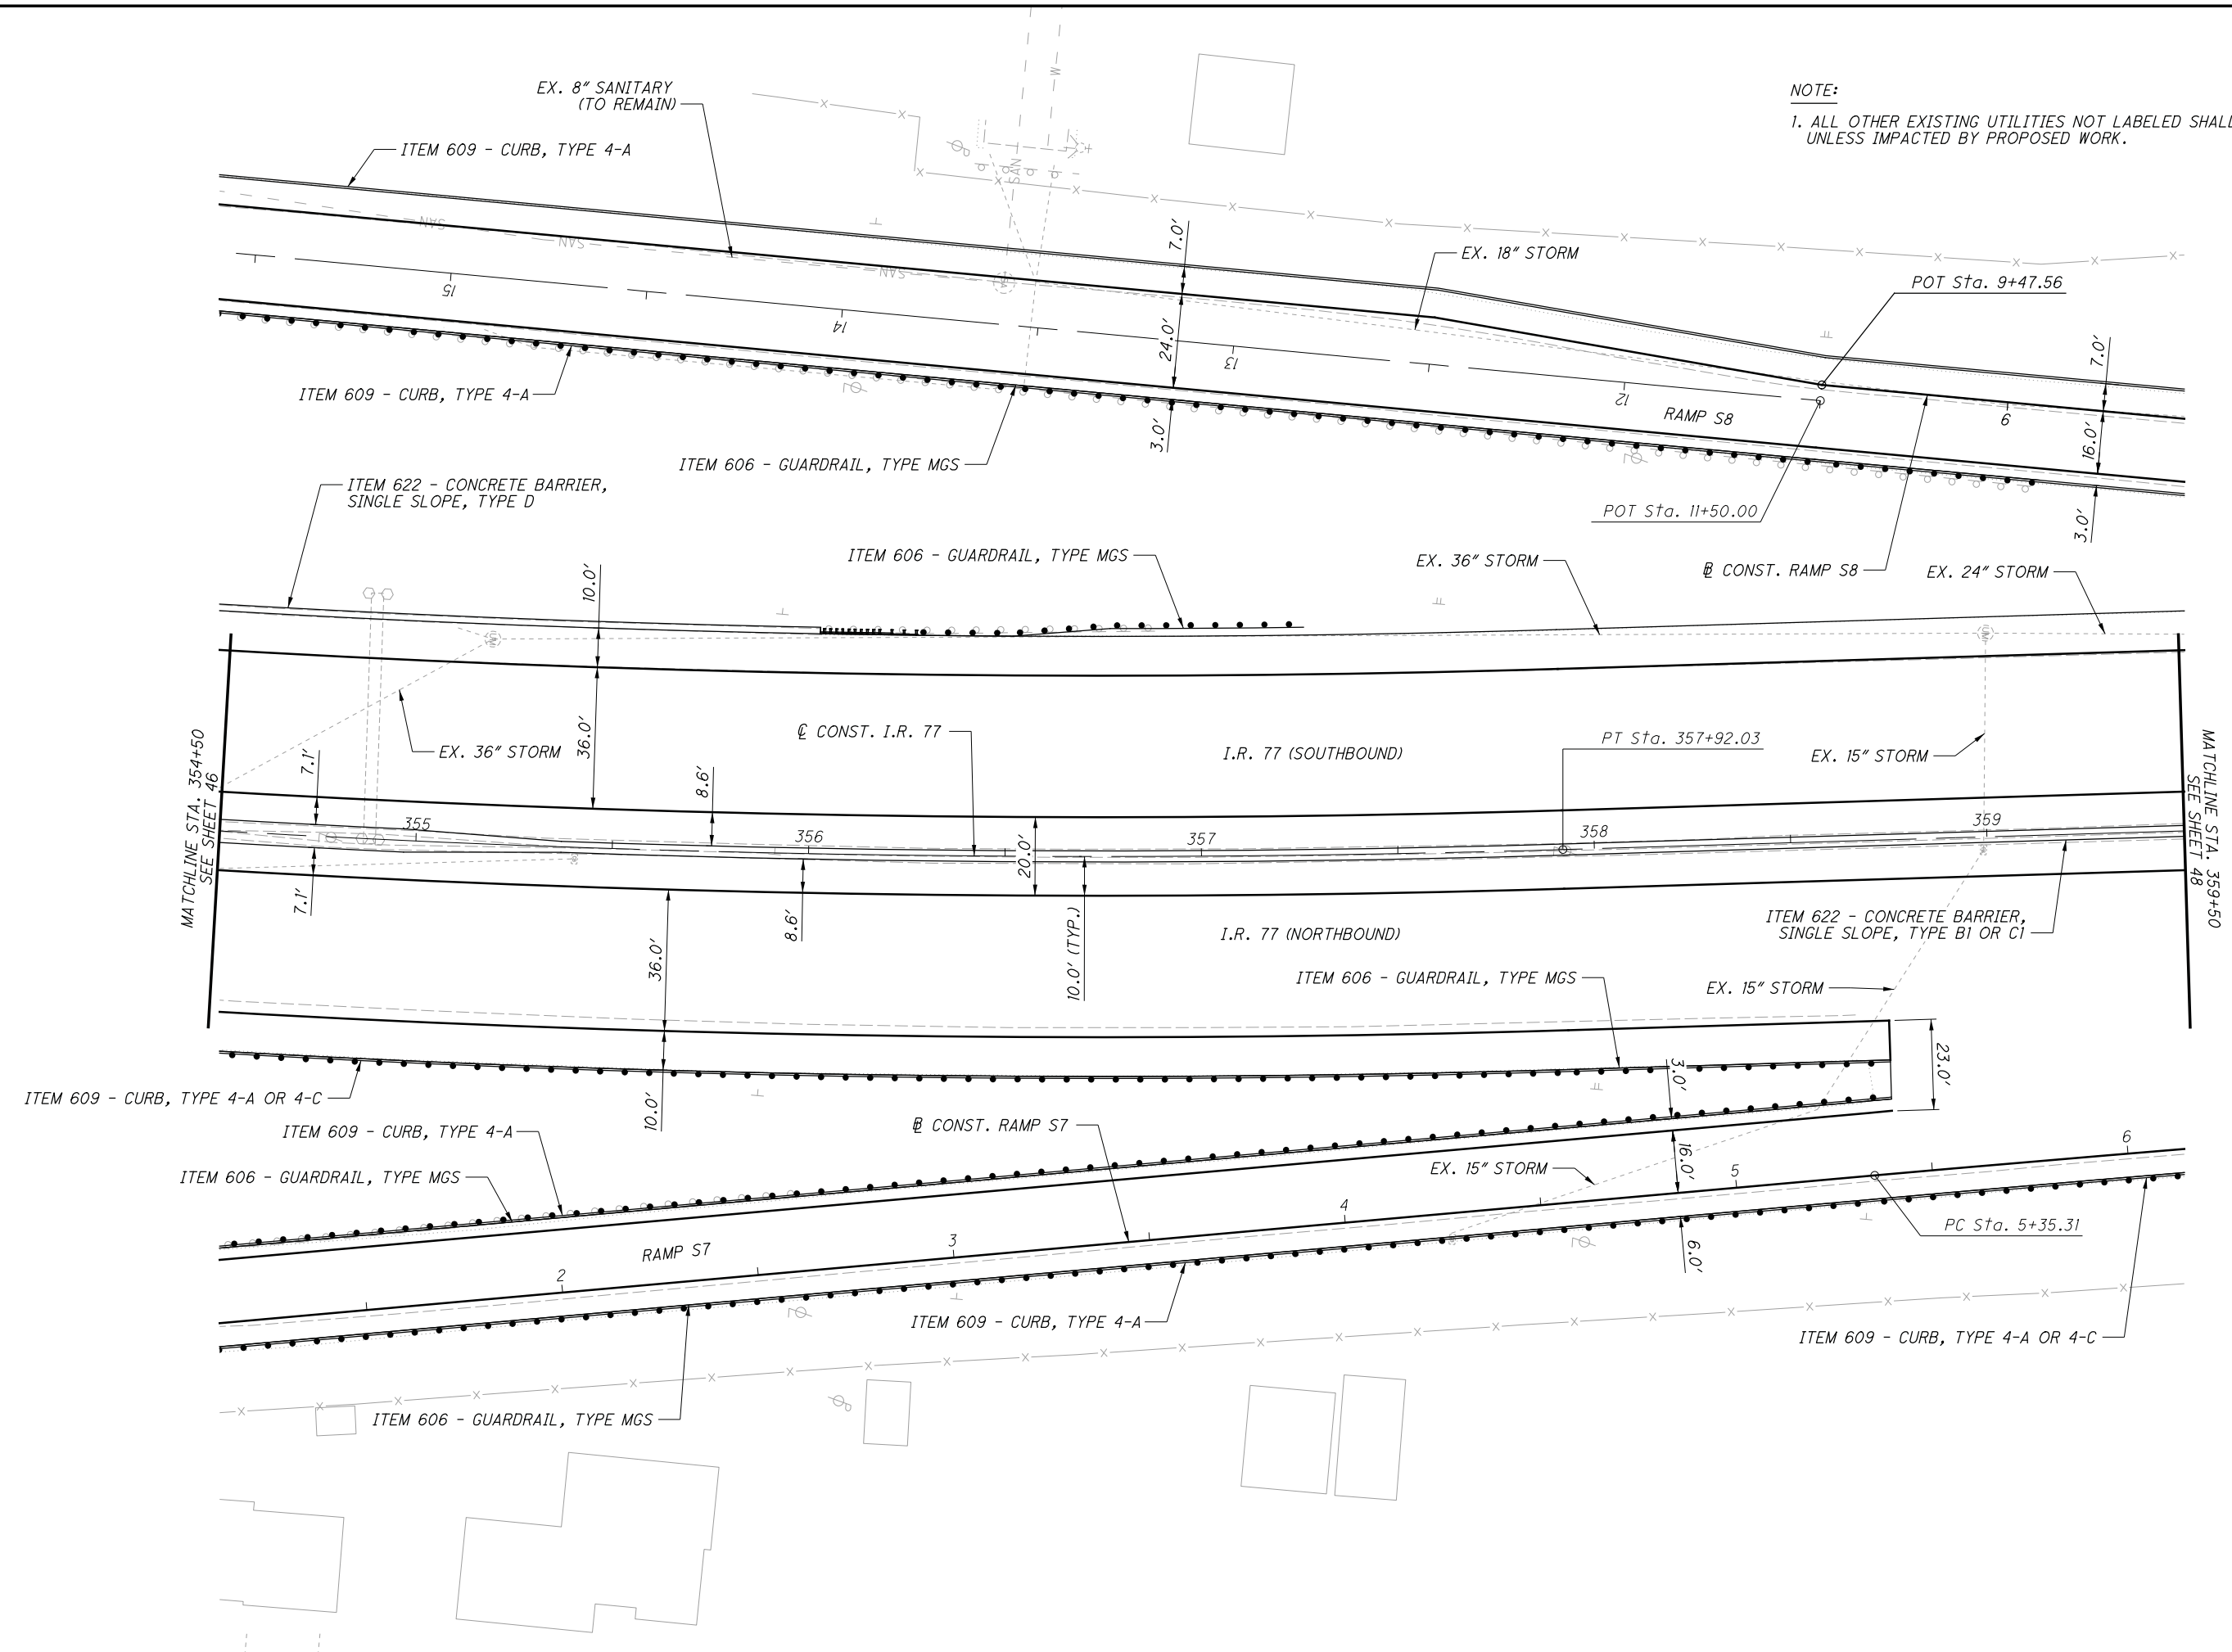 EX. 8" SANITARY
(TO REMAIN)
W
NOTE:
1. ALL OTHER EXISTING UTILITIES NOT LABELED SHALL
UNLESS IMPACTED BY PROPOSED WORK.
ITEM 609 - CURB, TYPE 4-A
SAN
SAN
SAN
SAN
7.0'
EX. 18" STORM
POT Sta. 9+47.56
15
14
13
12
24.0'
7.0'
ITEM 609 - CURB, TYPE 4-A
3.0'
RAMP S8
9
16.0'
ITEM 606 - GUARDRAIL, TYPE MGS
ITEM 622 - CONCRETE BARRIER,
SINGLE SLOPE, TYPE D
POT Sta. 11+50.00
3.0'
ITEM 606 - GUARDRAIL, TYPE MGS
EX. 36" STORM
℄ CONST. RAMP S8
EX. 24" STORM
10.0'
36.0'
EX. 36" STORM
℄ CONST. I.R. 77
I.R. 77 (SOUTHBOUND)
PT Sta. 357+92.03
EX. 15" STORM
MATCHLINE STA. 354+50
SEE SHEET 46
MATCHLINE STA. 359+50
SEE SHEET 48
7.1'
8.6'
355
356
357
358
359
20.0'
7.1'
8.6'
10.0' (TYP.)
36.0'
I.R. 77 (NORTHBOUND)
ITEM 622 - CONCRETE BARRIER,
SINGLE SLOPE, TYPE B1 OR C1
ITEM 606 - GUARDRAIL, TYPE MGS
EX. 15" STORM
23.0'
3.0'
ITEM 609 - CURB, TYPE 4-A OR 4-C
10.0'
ITEM 609 - CURB, TYPE 4-A
℄ CONST. RAMP S7
ITEM 606 - GUARDRAIL, TYPE MGS
EX. 15" STORM
16.0'
6
5
4
3
2
RAMP S7
PC Sta. 5+35.31
6.0'
ITEM 609 - CURB, TYPE 4-A
ITEM 609 - CURB, TYPE 4-A OR 4-C
ITEM 606 - GUARDRAIL, TYPE MGS